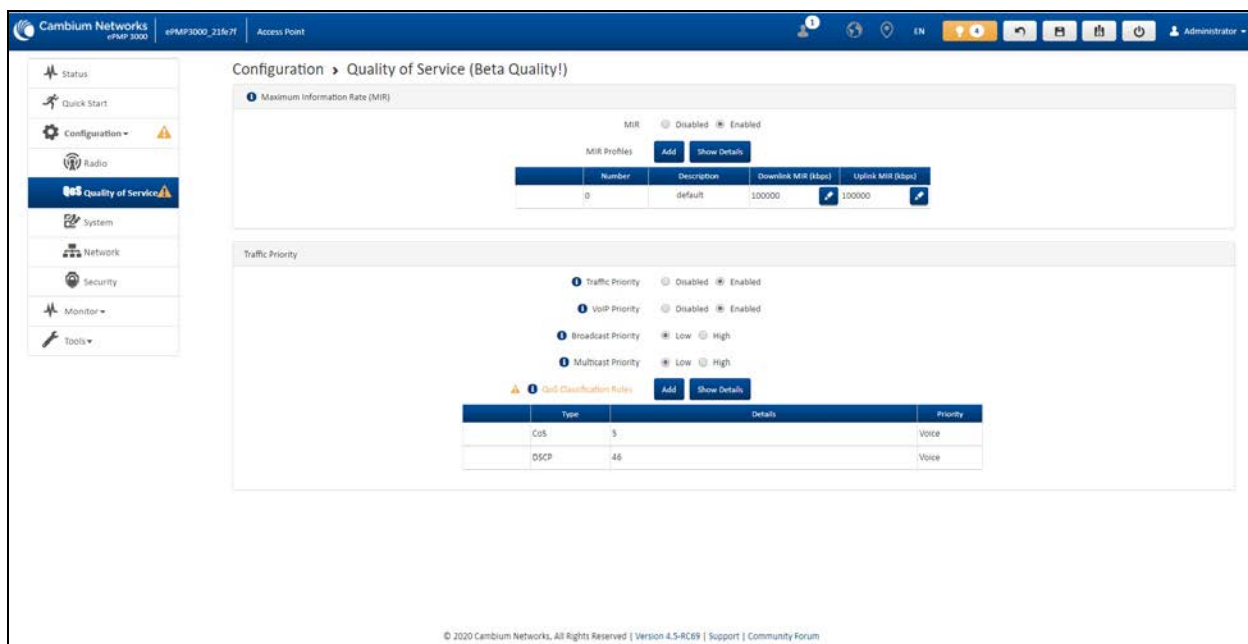 Cambium Networks
ePMP 3000
ePMP3000_21fe7f
Access Point
1
EN
4
Administrator
Status
Quick Start
Configuration
Radio
QoS Quality of Service
System
Network
Security
Monitor
Tools
Configuration > Quality of Service (Beta Quality!)
Maximum Information Rate (MIR)
MIR Disabled Enabled
MIR Profiles Add Show Details
Number Description Downlink MIR (kbps) Uplink MIR (kbps)
0 default 100000 100000
Traffic Priority
Traffic Priority Disabled Enabled
VoIP Priority Disabled Enabled
Broadcast Priority Low High
Multicast Priority Low High
QoS Classification Rules Add Show Details
Type Details Priority
CoS 5 Voice
DSCP 46 Voice
© 2020 Cambium Networks, All Rights Reserved | Version 4.5-RC69 | Support | Community Forum